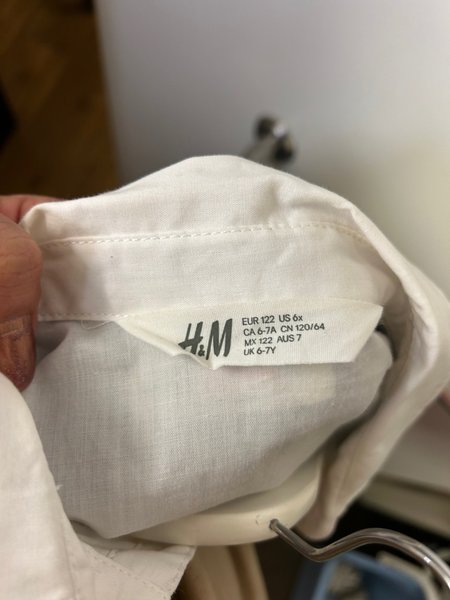 H&M
EUR 122 US 6x
CA 6-7A CN 120/64
MX 122 AUS 7
UK 6-7Y